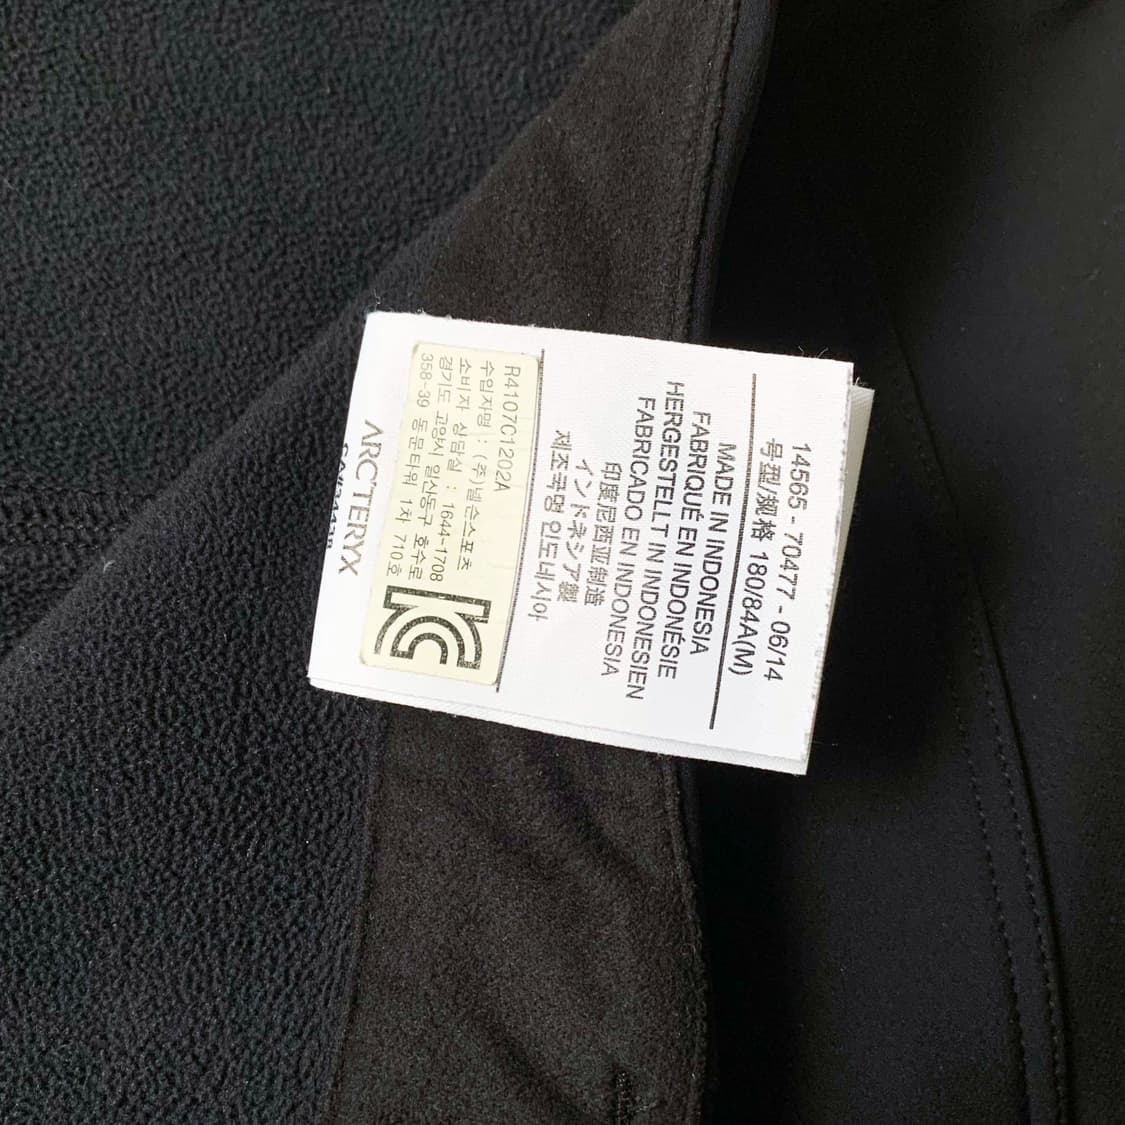 14565 - 70477 - 06/14
号型/规格 180/84A(M)
MADE IN INDONESIA
FABRIQUÉ EN INDONÉSIE
HERGESTELLT IN INDONESIEN
FABRICADO EN INDONESIA
印度尼西亚制造
インドネシア製
제조국명 인도네시아
R4107C1202A
수입자명 : (주)넬슨스포츠
소비자 상담실 : 1644-1708
경기도 고양시 일산동구 호수로
358-39 동문타워 1차 710호
ARC'TERYX